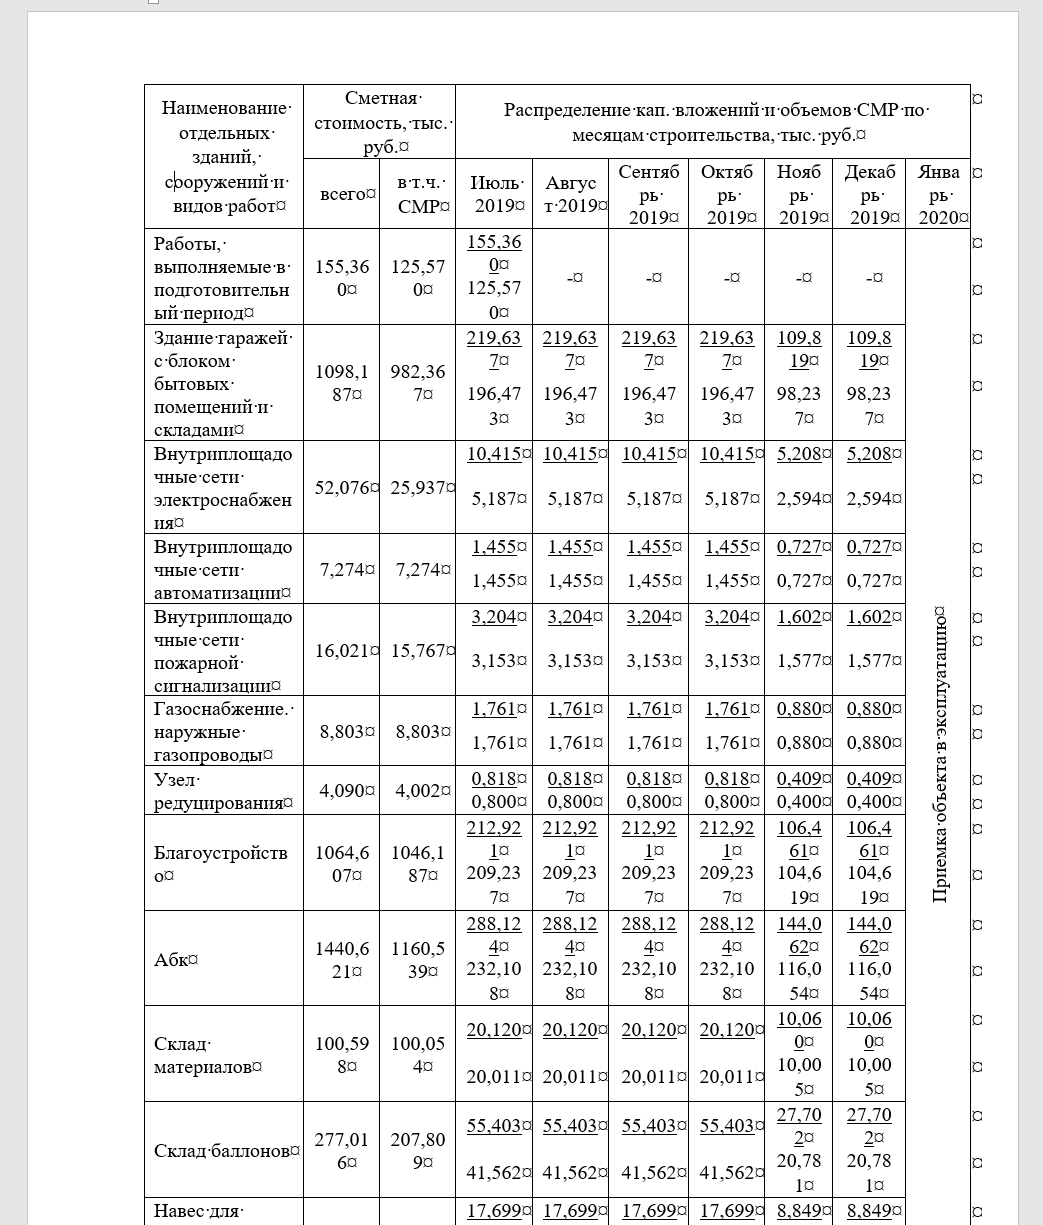 Наименование отдельных зданий, сооружений и видов работ
Сметная стоимость, тыс. руб.
Распределение кап. вложений и объемов СМР по месяцам строительства, тыс. руб.
всего
в т.ч. СМР
Июль 2019
Август 2019
Сентябрь 2019
Октябрь 2019
Ноябрь 2019
Декабрь 2019
Январь 2020
Работы, выполняемые в подготовительный период
155,360 125,570 155,360 - - - - -
125,570
Здание гаражей с блоком бытовых помещений и складами
1098,187 982,367 219,637 219,637 219,637 219,637 109,819 109,819
196,473 196,473 196,473 196,473 98,237 98,237
Внутриплощадочные сети электроснабжения
52,076 25,937 10,415 10,415 10,415 10,415 5,208 5,208
5,187 5,187 5,187 5,187 2,594 2,594
Внутриплощадочные сети автоматизации
7,274 7,274 1,455 1,455 1,455 1,455 0,727 0,727
1,455 1,455 1,455 1,455 0,727 0,727
Внутриплощадочные сети пожарной сигнализации
16,021 15,767 3,204 3,204 3,204 3,204 1,602 1,602
3,153 3,153 3,153 3,153 1,577 1,577
Газоснабжение. наружные газопроводы
8,803 8,803 1,761 1,761 1,761 1,761 0,880 0,880
1,761 1,761 1,761 1,761 0,880 0,880
Узел редуцирования
4,090 4,002 0,818 0,818 0,818 0,818 0,409 0,409
0,800 0,800 0,800 0,800 0,400 0,400
Благоустройство
1064,607 1046,187 212,921 212,921 212,921 212,921 106,461 106,461
209,237 209,237 209,237 209,237 104,619 104,619
Абк
1440,621 1160,539 288,124 288,124 288,124 288,124 144,062 144,062
232,108 232,108 232,108 232,108 116,054 116,054
Склад материалов
100,598 100,054 20,120 20,120 20,120 20,120 10,060 10,060
20,011 20,011 20,011 20,011 10,005 10,005
Склад баллонов
277,016 207,809 55,403 55,403 55,403 55,403 27,702 27,702
41,562 41,562 41,562 41,562 20,781 20,781
Навес для
17,699 17,699 17,699 17,699 8,849 8,849
Приемка объекта в эксплуатацию